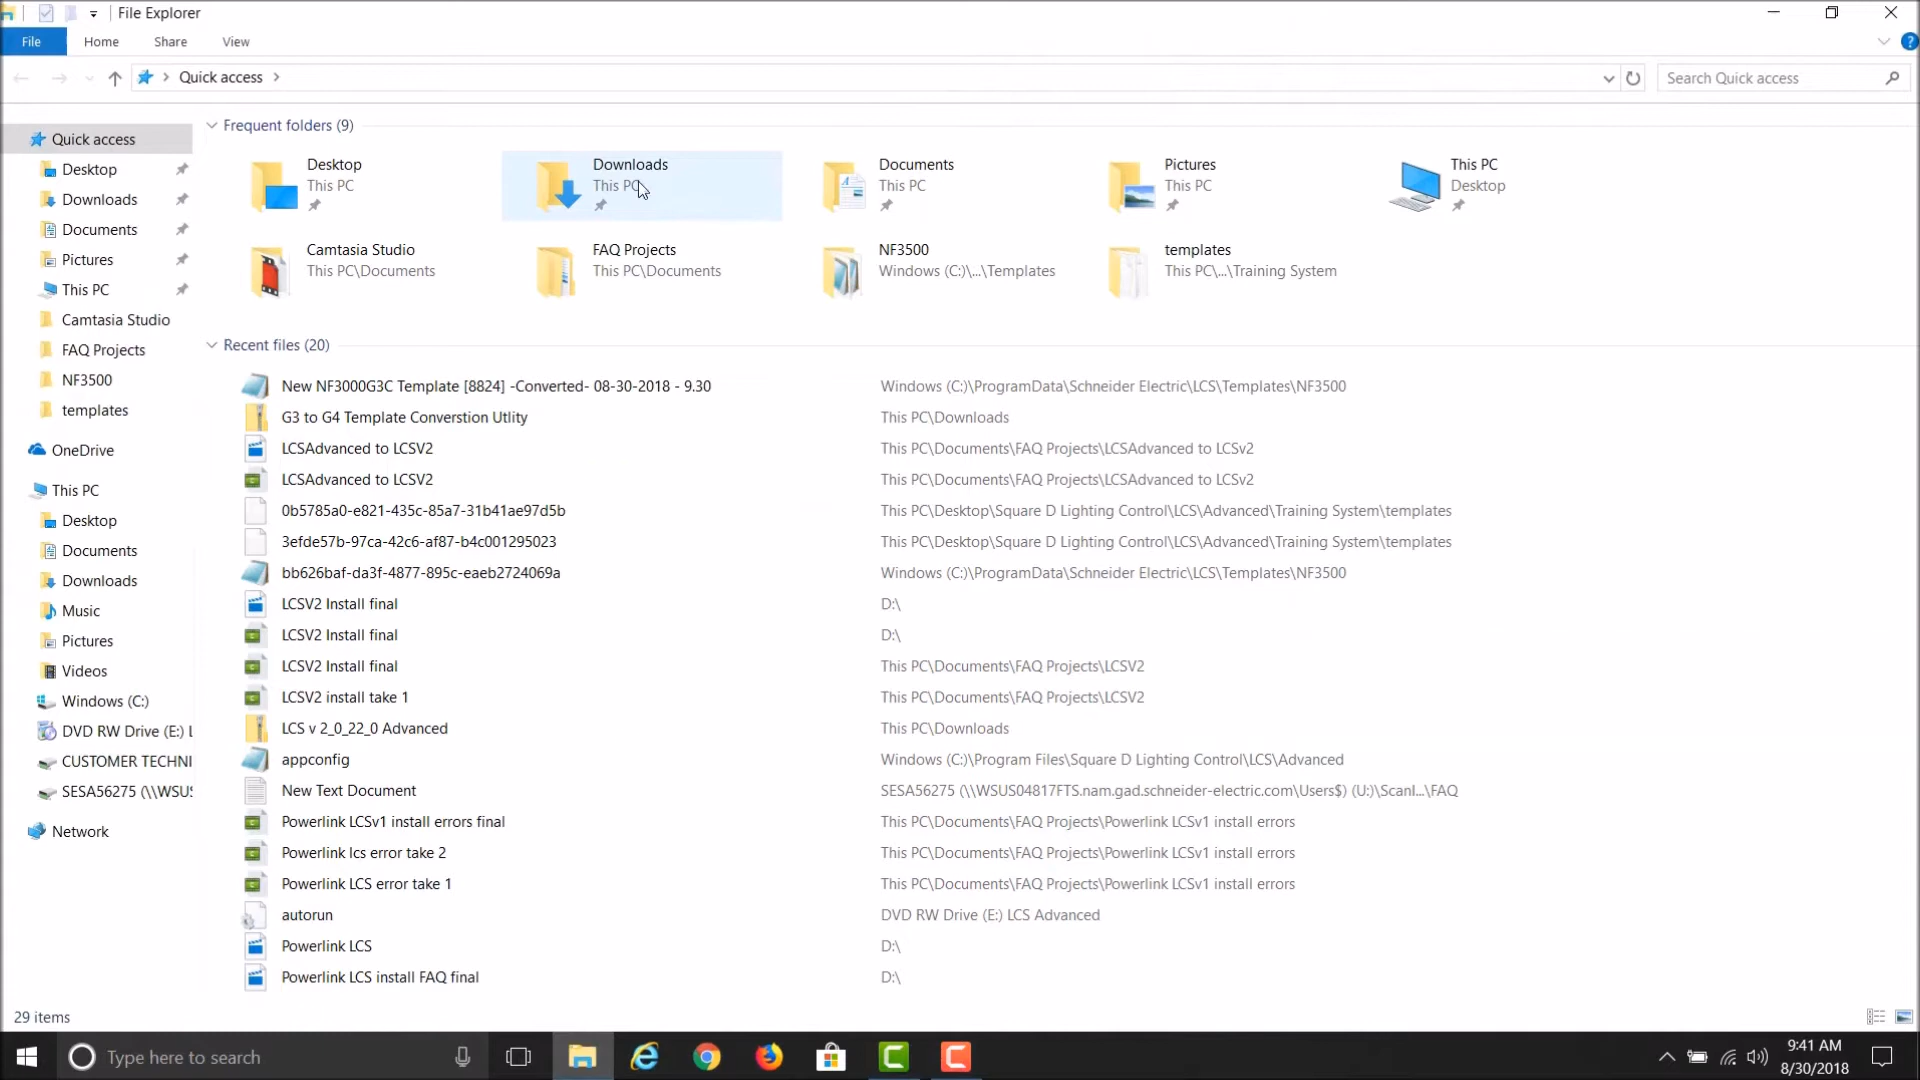 File Explorer
File Home Share View
Quick access
Search Quick access
Quick access
Desktop
Downloads
Documents
Pictures
This PC
Camtasia Studio
FAQ Projects
NF3500
templates
OneDrive
This PC
Desktop
Documents
Downloads
Music
Pictures
Videos
Windows (C:)
DVD RW Drive (E:) L
CUSTOMER TECHNI
SESA56275 (\\WSUS
Network
Frequent folders (9)
Desktop
This PC
Downloads
This PC
Documents
This PC
Pictures
This PC
This PC
Desktop
Camtasia Studio
This PC\Documents
FAQ Projects
This PC\Documents
NF3500
Windows (C:)\...\Templates
templates
This PC\...\Training System
Recent files (20)
New NF3000G3C Template [8824] -Converted- 08-30-2018 - 9.30 Windows (C:)\ProgramData\Schneider Electric\LCS\Templates\NF3500
G3 to G4 Template Converstion Utlity This PC\Downloads
LCSAdvanced to LCSV2 This PC\Documents\FAQ Projects\LCSAdvanced to LCSv2
LCSAdvanced to LCSV2 This PC\Documents\FAQ Projects\LCSAdvanced to LCSv2
0b5785a0-e821-435c-85a7-31b41ae97d5b This PC\Desktop\Square D Lighting Control\LCS\Advanced\Training System\templates
3efde57b-97ca-42c6-af87-b4c001295023 This PC\Desktop\Square D Lighting Control\LCS\Advanced\Training System\templates
bb626baf-da3f-4877-895c-eaeb2724069a Windows (C:)\ProgramData\Schneider Electric\LCS\Templates\NF3500
LCSV2 Install final D:\
LCSV2 Install final D:\
LCSV2 Install final This PC\Documents\FAQ Projects\LCSV2
LCSV2 install take 1 This PC\Documents\FAQ Projects\LCSV2
LCS v 2_0_22_0 Advanced This PC\Downloads
appconfig Windows (C:)\Program Files\Square D Lighting Control\LCS\Advanced
New Text Document SESA56275 (\\WSUS04817FTS.nam.gad.schneider-electric.com\Users$) (U:)\ScanI...\FAQ
Powerlink LCSv1 install errors final This PC\Documents\FAQ Projects\Powerlink LCSv1 install errors
Powerlink lcs error take 2 This PC\Documents\FAQ Projects\Powerlink LCSv1 install errors
Powerlink LCS error take 1 This PC\Documents\FAQ Projects\Powerlink LCSv1 install errors
autorun DVD RW Drive (E:) LCS Advanced
Powerlink LCS D:\
Powerlink LCS install FAQ final D:\
29 items
Type here to search
9:41 AM
8/30/2018